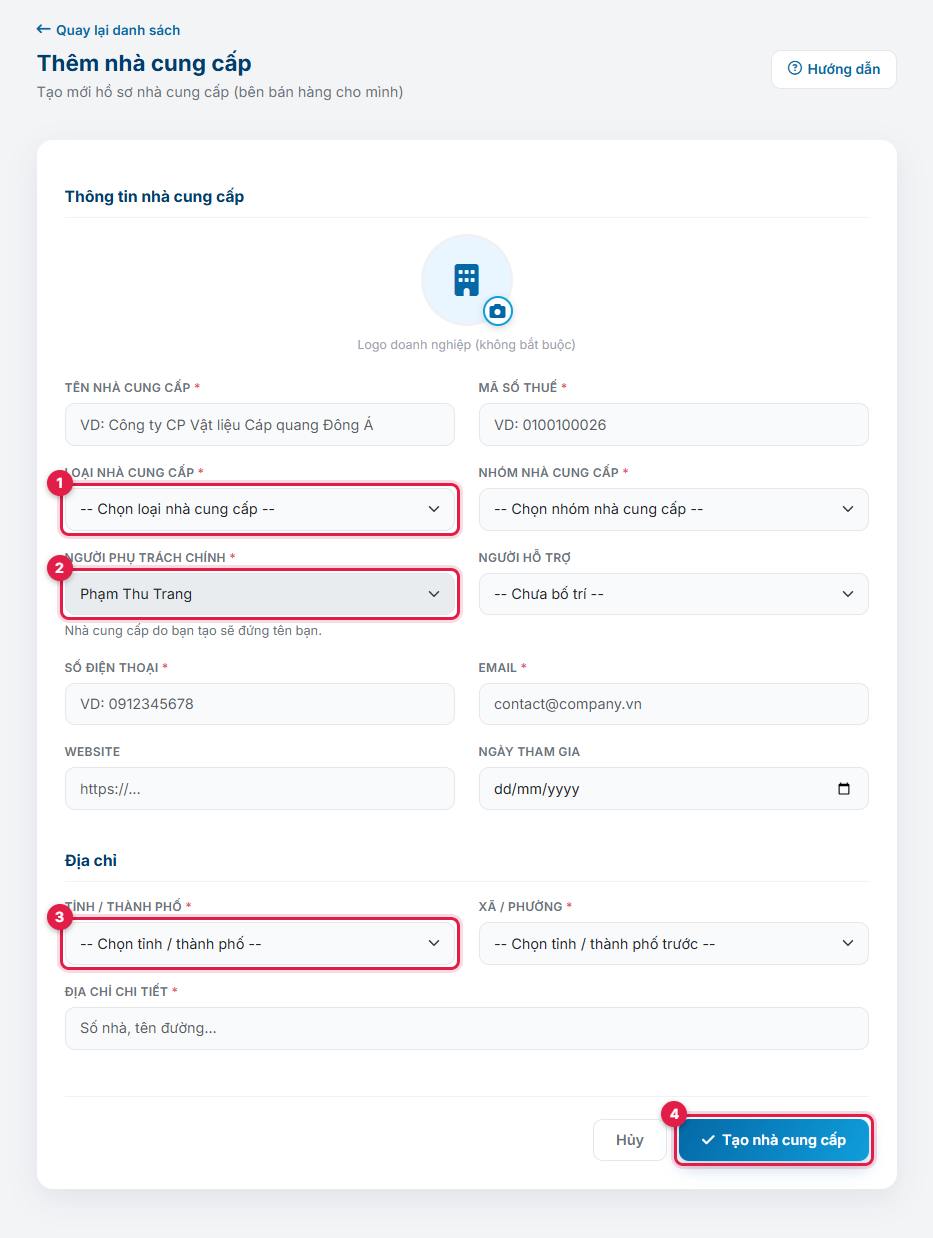 ← Quay lại danh sách
Thêm nhà cung cấp
Tạo mới hồ sơ nhà cung cấp (bên bán hàng cho mình)
Hướng dẫn
Thông tin nhà cung cấp
Logo doanh nghiệp (không bắt buộc)
TÊN NHÀ CUNG CẤP *
MÃ SỐ THUẾ *
VD: Công ty CP Vật liệu Cáp quang Đông Á
VD: 0100100026
LOẠI NHÀ CUNG CẤP *
NHÓM NHÀ CUNG CẤP *
1
-- Chọn loại nhà cung cấp --
-- Chọn nhóm nhà cung cấp --
NGƯỜI PHỤ TRÁCH CHÍNH *
NGƯỜI HỖ TRỢ
2
Phạm Thu Trang
-- Chưa bố trí --
Nhà cung cấp do bạn tạo sẽ đứng tên bạn.
SỐ ĐIỆN THOẠI *
EMAIL *
VD: 0912345678
contact@company.vn
WEBSITE
NGÀY THAM GIA
https://...
dd/mm/yyyy
Địa chỉ
TỈNH / THÀNH PHỐ *
XÃ / PHƯỜNG *
3
-- Chọn tỉnh / thành phố --
-- Chọn tỉnh / thành phố trước --
ĐỊA CHỈ CHI TIẾT *
Số nhà, tên đường...
4
Hủy
Tạo nhà cung cấp